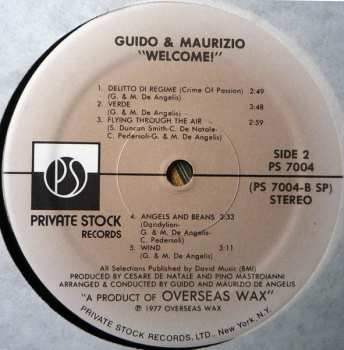 GUIDO & MAURIZIO
"WELCOME!"
1. DELITTO DI REGIME (Crime Of Passion) 2:49
(G. & M. De Angelis)
2. VERDE 3:48
(G. & M. De Angelis)
3. FLYING THROUGH THE AIR 2:59
(S. Duncan Smith-C. De Natale-
C. Pedersoli-G. & M. De Angelis)
SIDE 2
PS 7004
(PS 7004-B SP)
STEREO
PS
PRIVATE STOCK
RECORDS
4. ANGELS AND BEANS 3:33
(Dandylion-
G. & M. De Angelis-
C. Pedersoli)
5. WIND 3:11
(G. & M. De Angelis)
All Selections Published by David Music (BMI)
PRODUCED BY CESARE DE NATALE AND PINO MASTROIANNI
ARRANGED & CONDUCTED BY GUIDO AND MAURIZIO DE ANGELIS
"A PRODUCT OF OVERSEAS WAX"
Ⓟ 1977 OVERSEAS WAX
PRIVATE STOCK RECORDS, LTD., New York, N.Y.